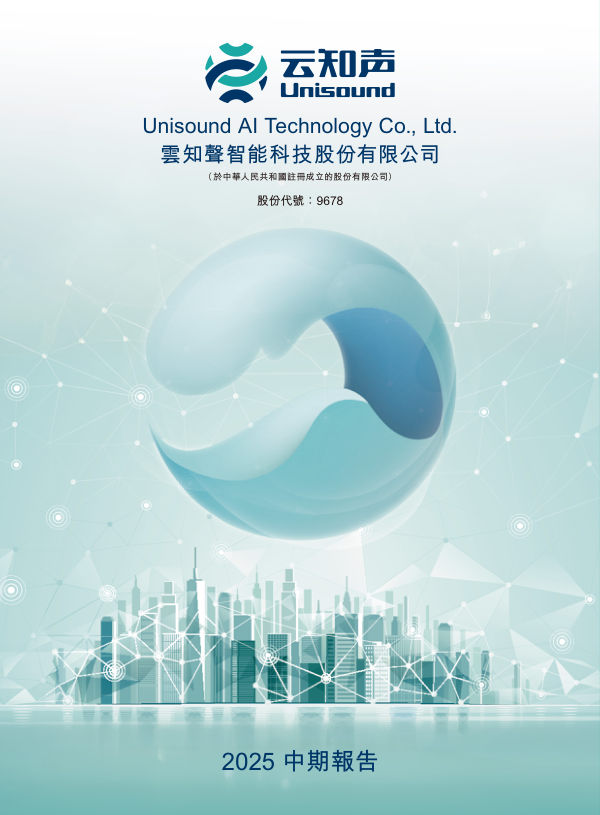 云知声
Unisound
Unisound AI Technology Co., Ltd.
雲知聲智能科技股份有限公司
（於中華人民共和國註冊成立的股份有限公司）
股份代號：9678
2025 中期報告